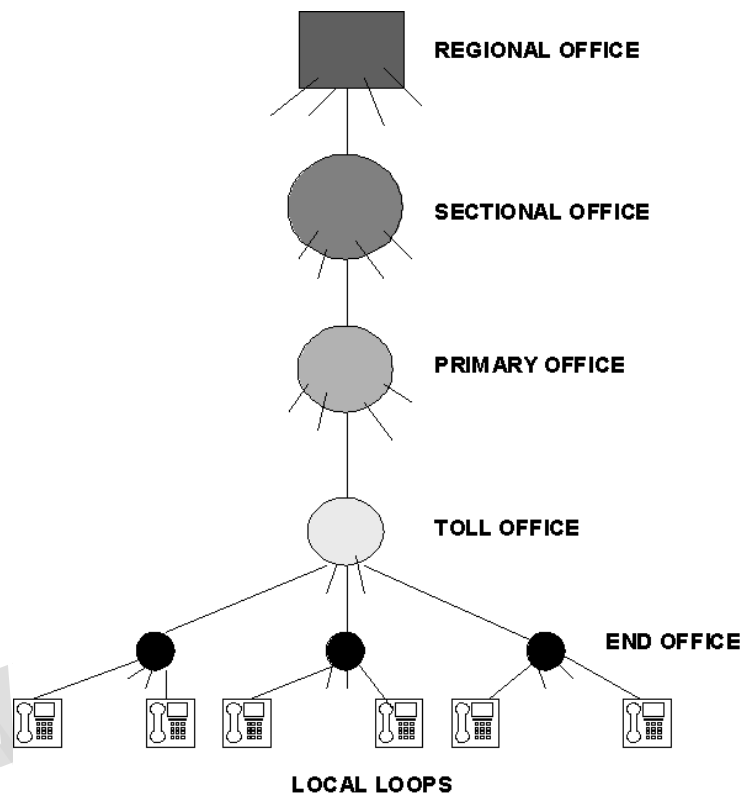 REGIONAL OFFICE
SECTIONAL OFFICE
PRIMARY OFFICE
TOLL OFFICE
END OFFICE
LOCAL LOOPS